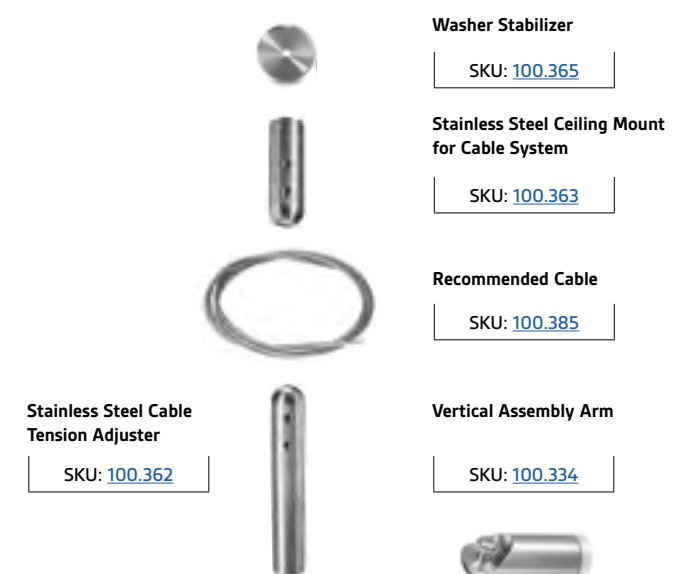 Washer Stabilizer
SKU: 100.365
Stainless Steel Ceiling Mount
for Cable System
SKU: 100.363
Recommended Cable
SKU: 100.385
Stainless Steel Cable
Tension Adjuster
SKU: 100.362
Vertical Assembly Arm
SKU: 100.334